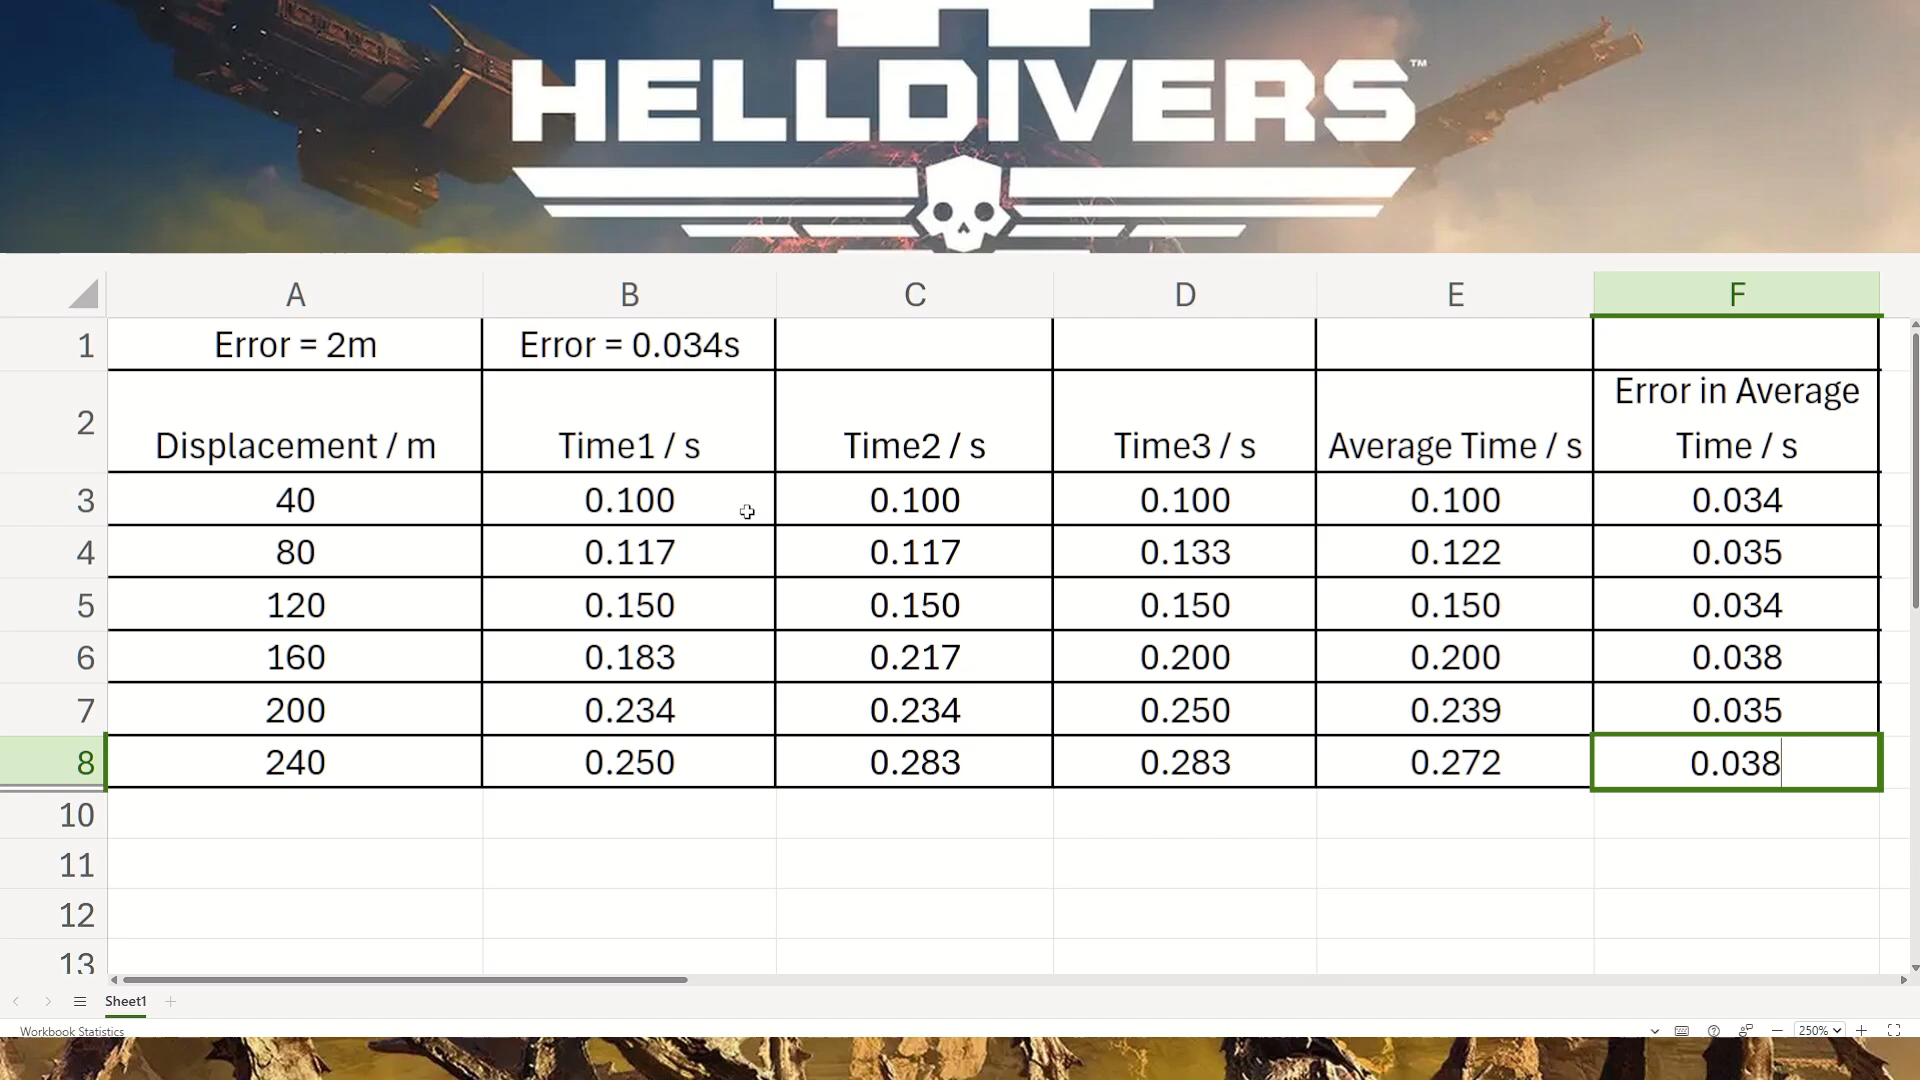 HELLDIVERS™
A B C D E F
1 Error = 2m Error = 0.034s
Error in Average
2 Displacement / m Time1 / s Time2 / s Time3 / s Average Time / s Time / s
3 40 0.100 0.100 0.100 0.100 0.034
4 80 0.117 0.117 0.133 0.122 0.035
5 120 0.150 0.150 0.150 0.150 0.034
6 160 0.183 0.217 0.200 0.200 0.038
7 200 0.234 0.234 0.250 0.239 0.035
8 240 0.250 0.283 0.283 0.272 0.038
10
11
12
13
Sheet1
Workbook Statistics 250%